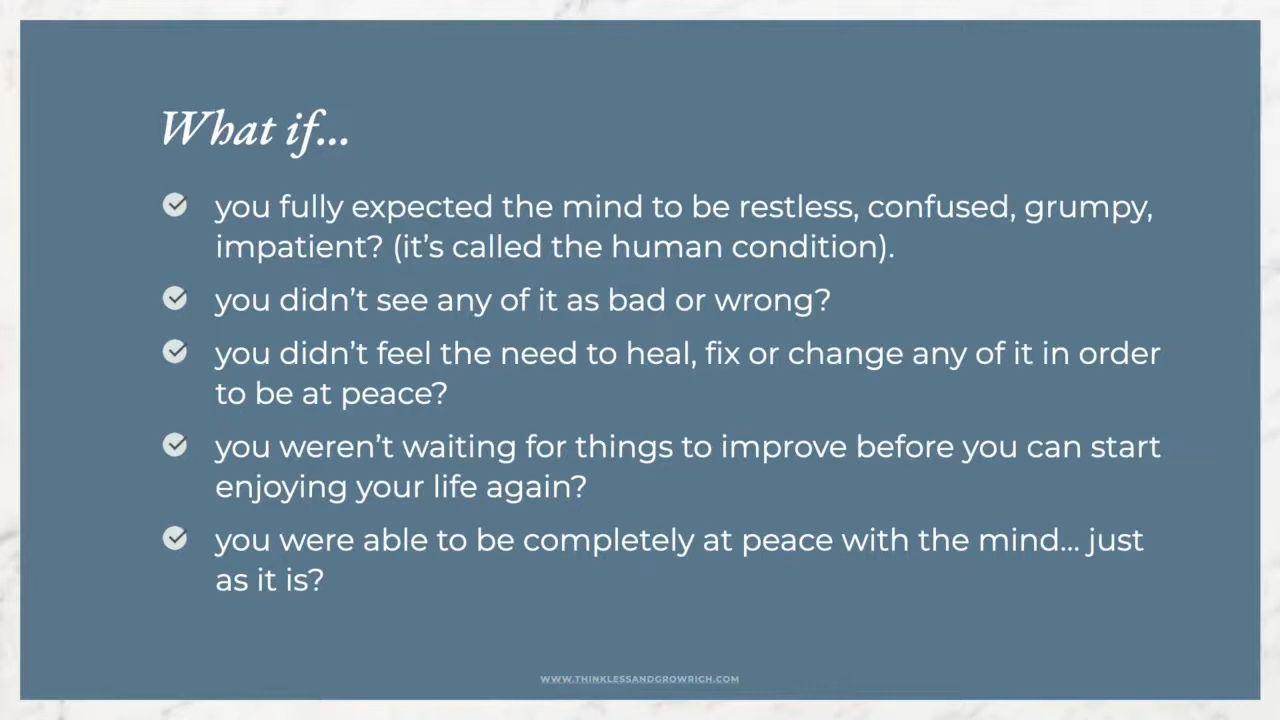 What if...
you fully expected the mind to be restless, confused, grumpy,
impatient? (it’s called the human condition).
you didn’t see any of it as bad or wrong?
you didn’t feel the need to heal, fix or change any of it in order
to be at peace?
you weren’t waiting for things to improve before you can start
enjoying your life again?
you were able to be completely at peace with the mind... just
as it is?
WWW.THINKLESSANDGROWRICH.COM